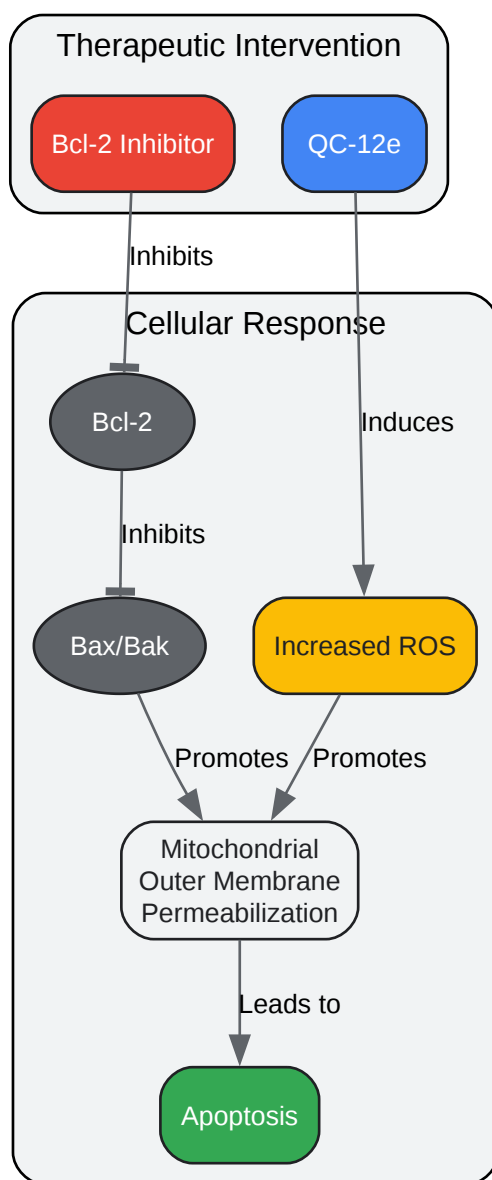 Therapeutic Intervention
Bcl-2 Inhibitor
QC-12e
Inhibits
Cellular Response
Bcl-2
Induces
Inhibits
Bax/Bak
Increased ROS
Promotes
Promotes
Mitochondrial
Outer Membrane
Permeabilization
Leads to
Apoptosis